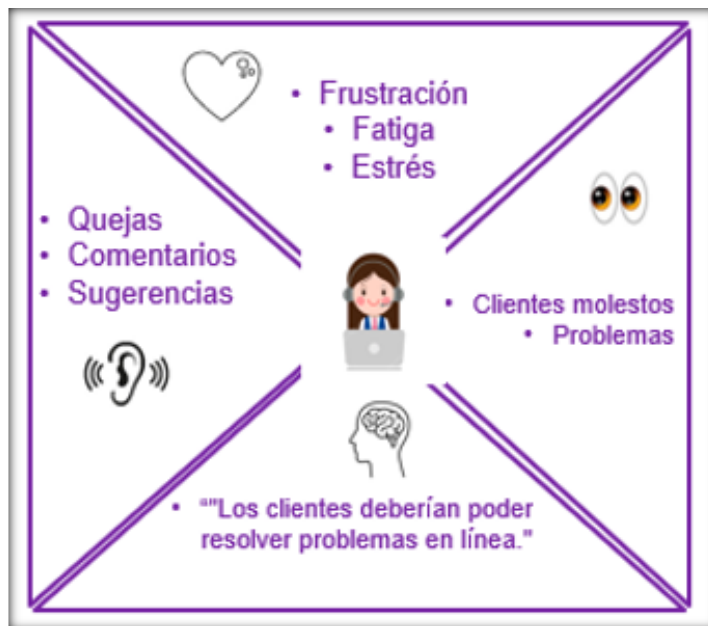 • Frustración
• Fatiga
• Estrés
• Quejas
• Comentarios
• Sugerencias
• Clientes molestos
• Problemas
• “"Los clientes deberían poder
resolver problemas en línea."